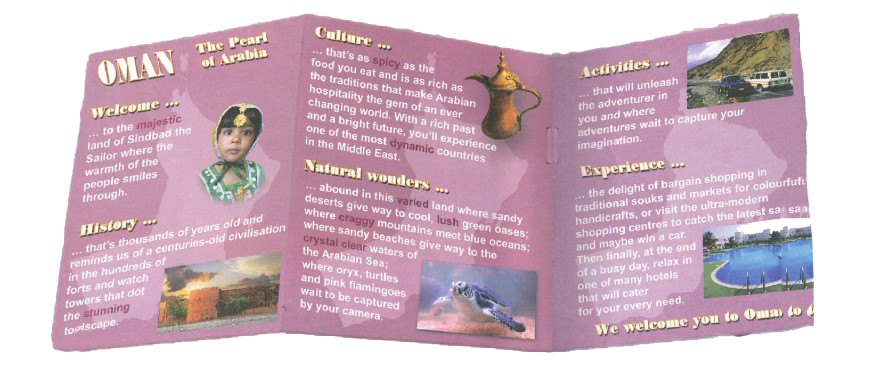 OMAN
The Pearl
of Arabia
Welcome ...
... to the majestic
land of Sindbad the
Sailor where the
warmth of the
people smiles
through.
History ...
... that's thousands of years old and
reminds us of a centuries-old civilisation
in the hundreds of
forts and watch
towers that dot
the stunning
townscape.
Culture ...
... that's as spicy as the
food you eat and is as rich as
the traditions that make Arabian
hospitality the gem of an ever
changing world. With a rich past
and a bright future, you'll experience
one of the most dynamic countries
in the Middle East.
Natural wonders ...
... abound in this varied land where sandy
deserts give way to cool, lush green oases;
where craggy mountains meet blue oceans;
where sandy beaches give way to the
crystal clear waters of
the Arabian Sea;
where oryx, turtles
and pink flamingoes
wait to be captured
by your camera.
Activities ...
... that will unleash
the adventurer in
you and where
adventures wait to capture your
imagination.
Experience ...
... the delight of bargain shopping in
traditional souks and markets for
handicrafts, or visit the ultra-modern
shopping centres to catch the latest
and maybe win a car.
Then finally, at the end
of a busy day, relax in
one of many hotels
that will cater
for your every need.
We welcome you to